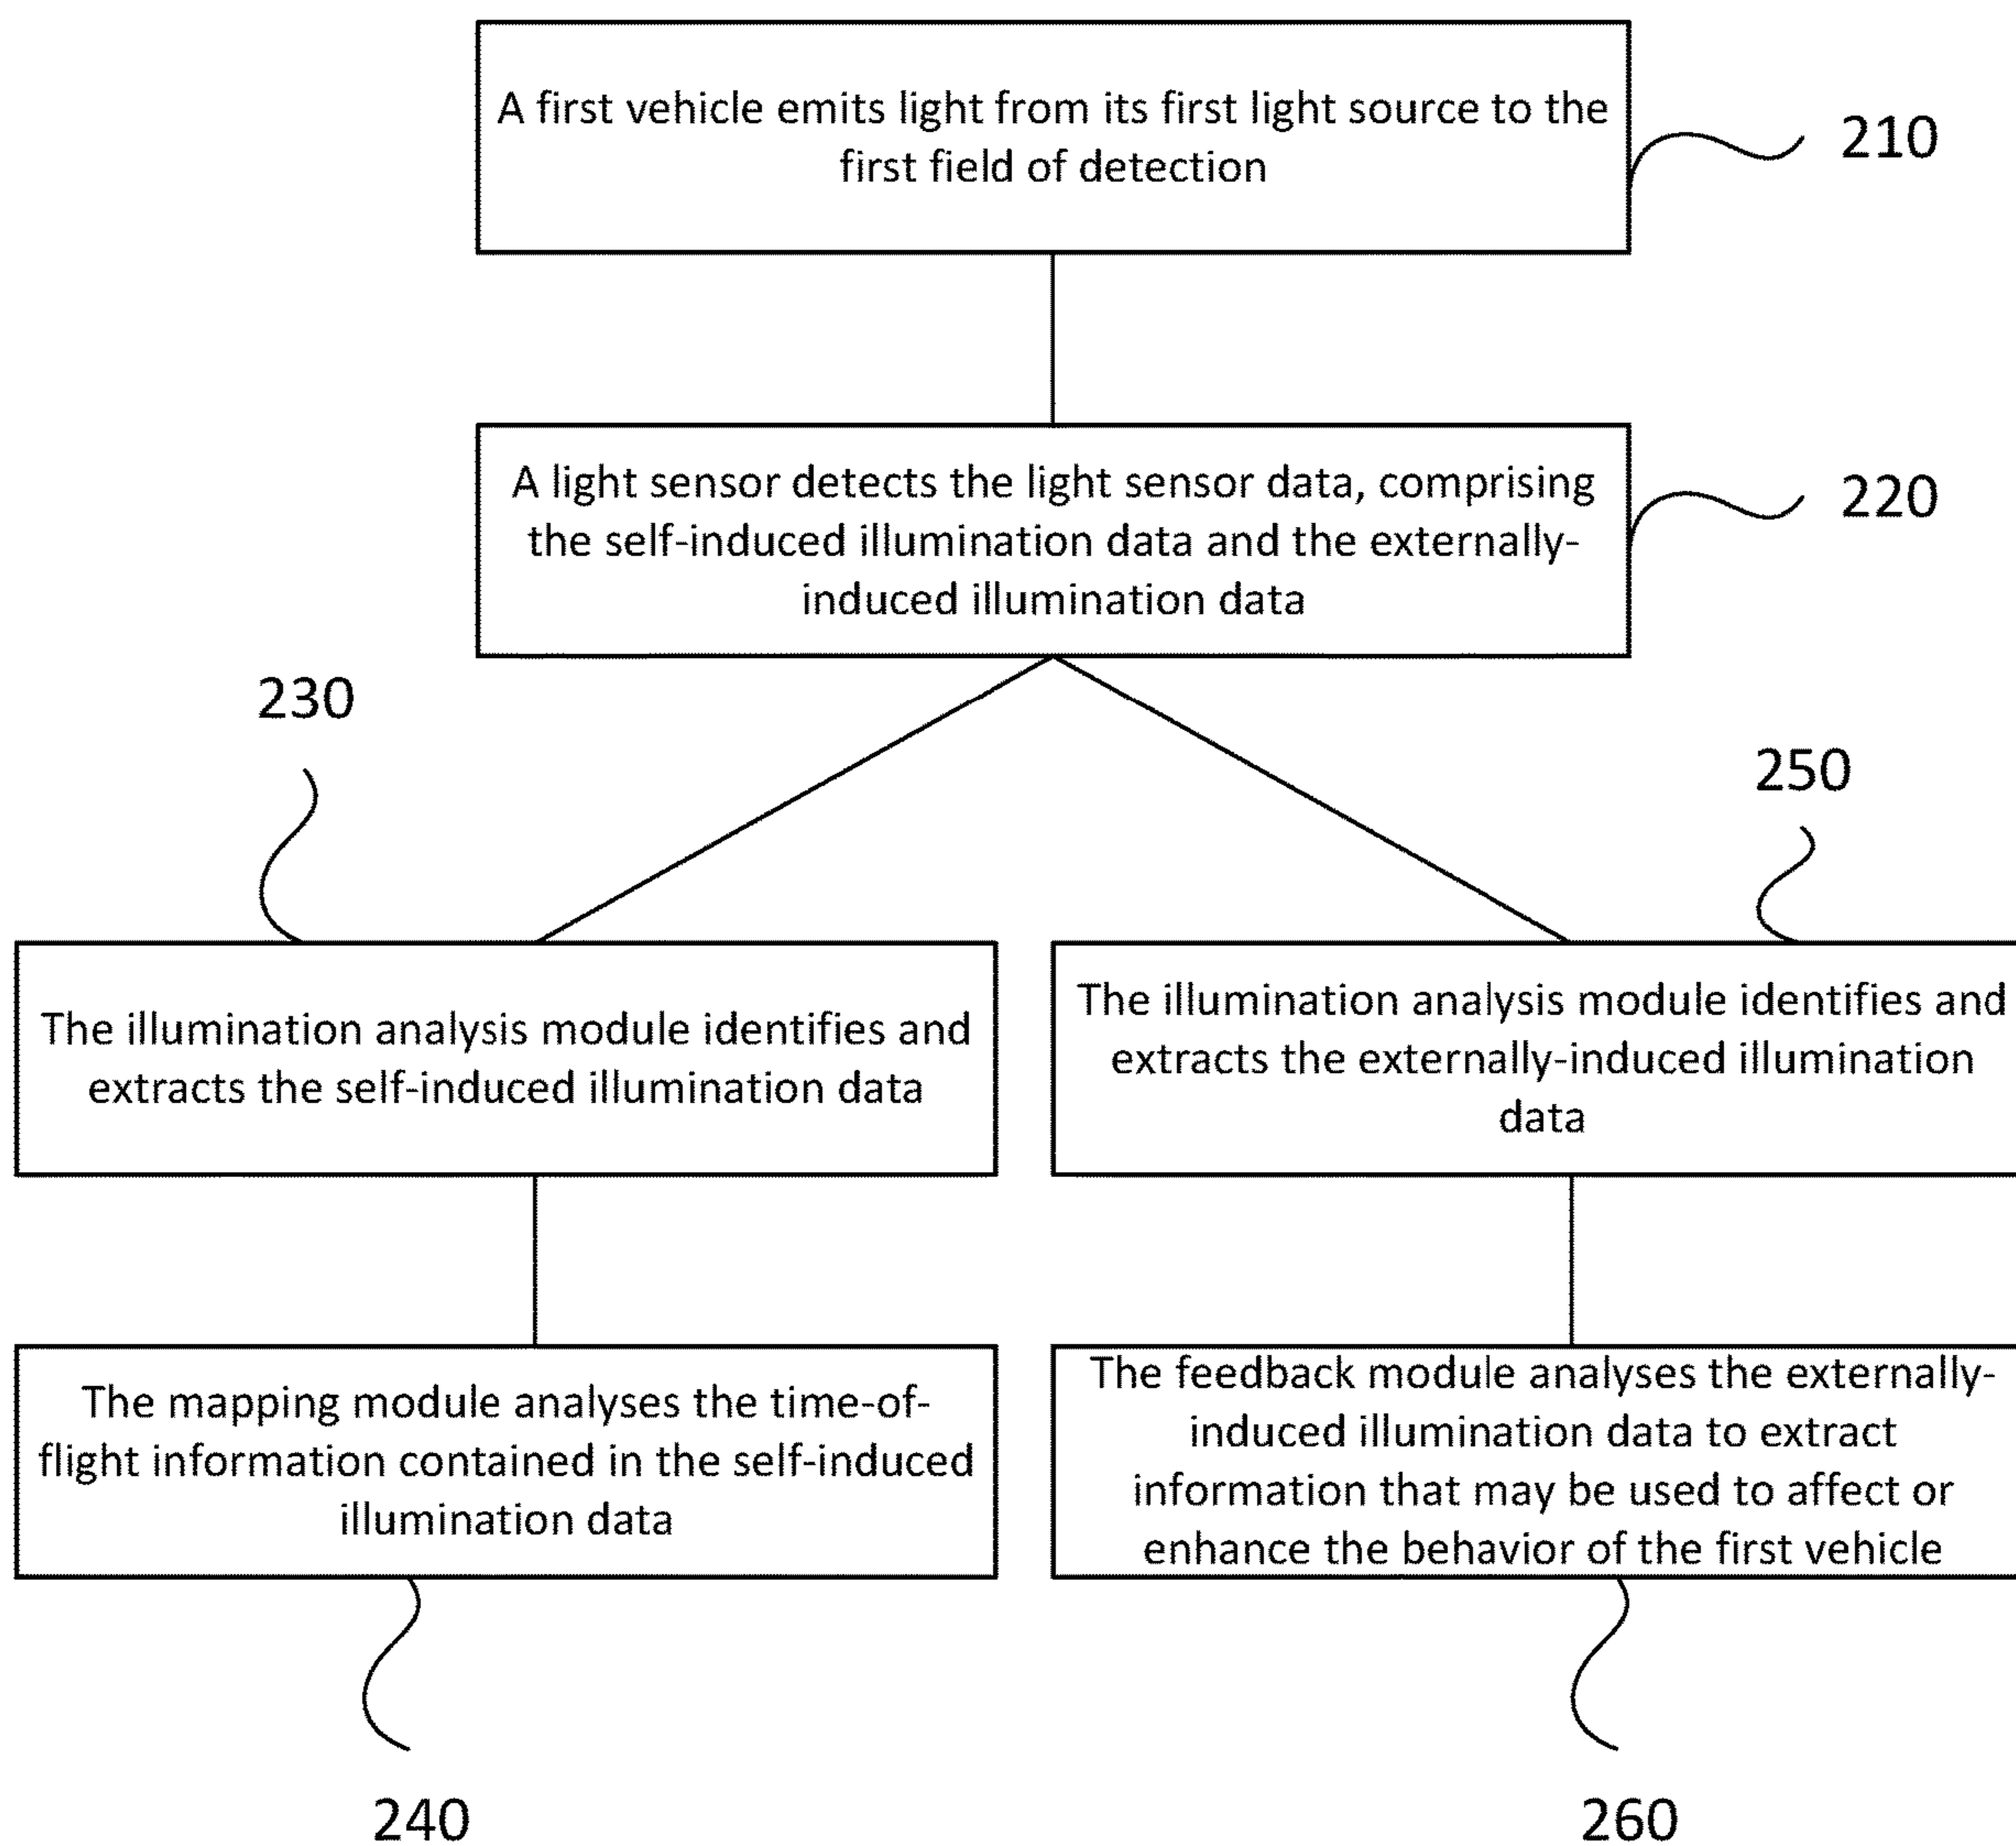 A first vehicle emits light from its first light source to the
first field of detection
210
A light sensor detects the light sensor data, comprising
the self-induced illumination data and the externally-
induced illumination data
220
230
250
The illumination analysis module identifies and
extracts the self-induced illumination data
The illumination analysis module identifies and
extracts the externally-induced illumination
data
The mapping module analyses the time-of-
flight information contained in the self-induced
illumination data
The feedback module analyses the externally-
induced illumination data to extract
information that may be used to affect or
enhance the behavior of the first vehicle
240
260